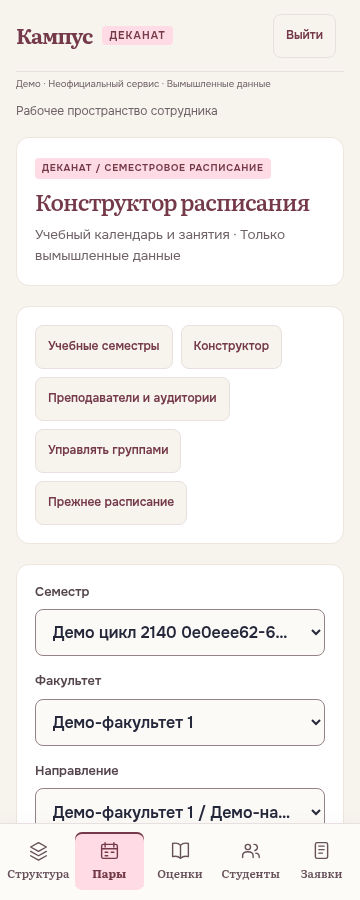 Кампус ДЕКАНАТ Выйти
Демо · Неофициальный сервис · Вымышленные данные
Рабочее пространство сотрудника
ДЕКАНАТ / СЕМЕСТРОВОЕ РАСПИСАНИЕ
Конструктор расписания
Учебный календарь и занятия · Только
вымышленные данные
Учебные семестры Конструктор
Преподаватели и аудитории
Управлять группами
Прежнее расписание
Семестр
Демо цикл 2140 0e0eee62-6...
Факультет
Демо-факультет 1
Направление
Демо-факультет 1 / Демо-на...
Структура Пары Оценки Студенты Заявки